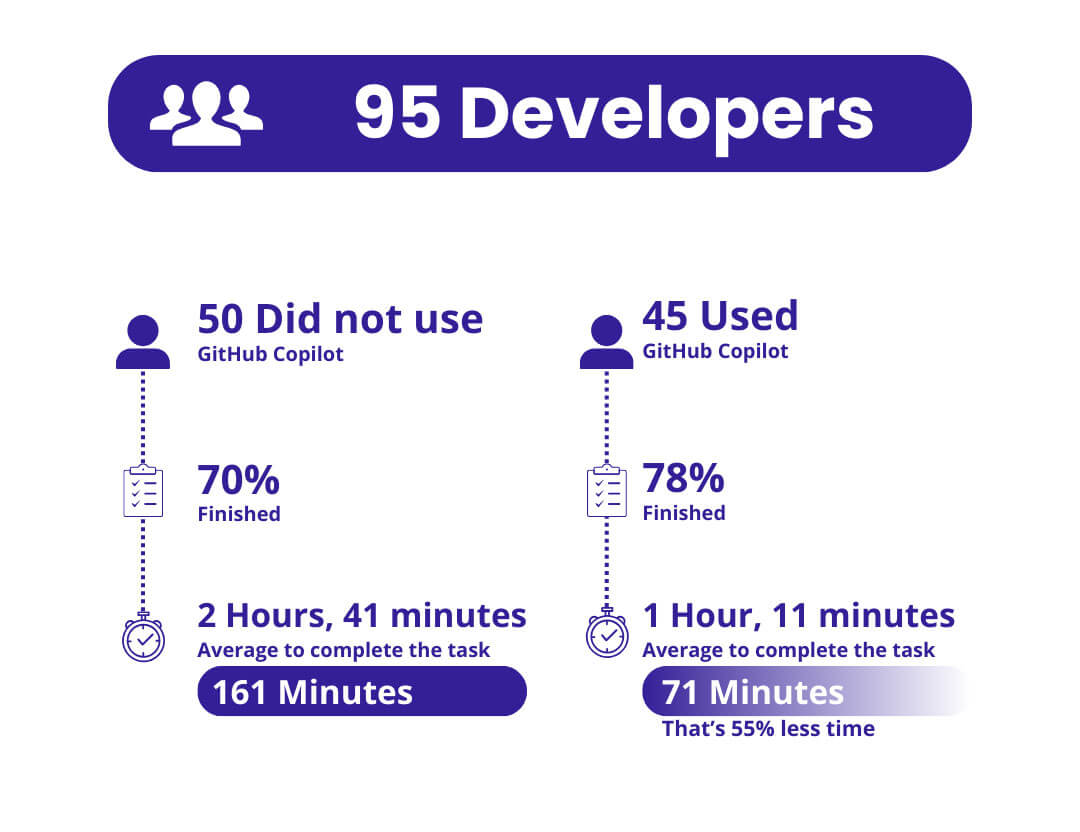 95 Developers
50 Did not use
GitHub Copilot
70%
Finished
2 Hours, 41 minutes
Average to complete the task
161 Minutes
45 Used
GitHub Copilot
78%
Finished
1 Hour, 11 minutes
Average to complete the task
71 Minutes
That’s 55% less time